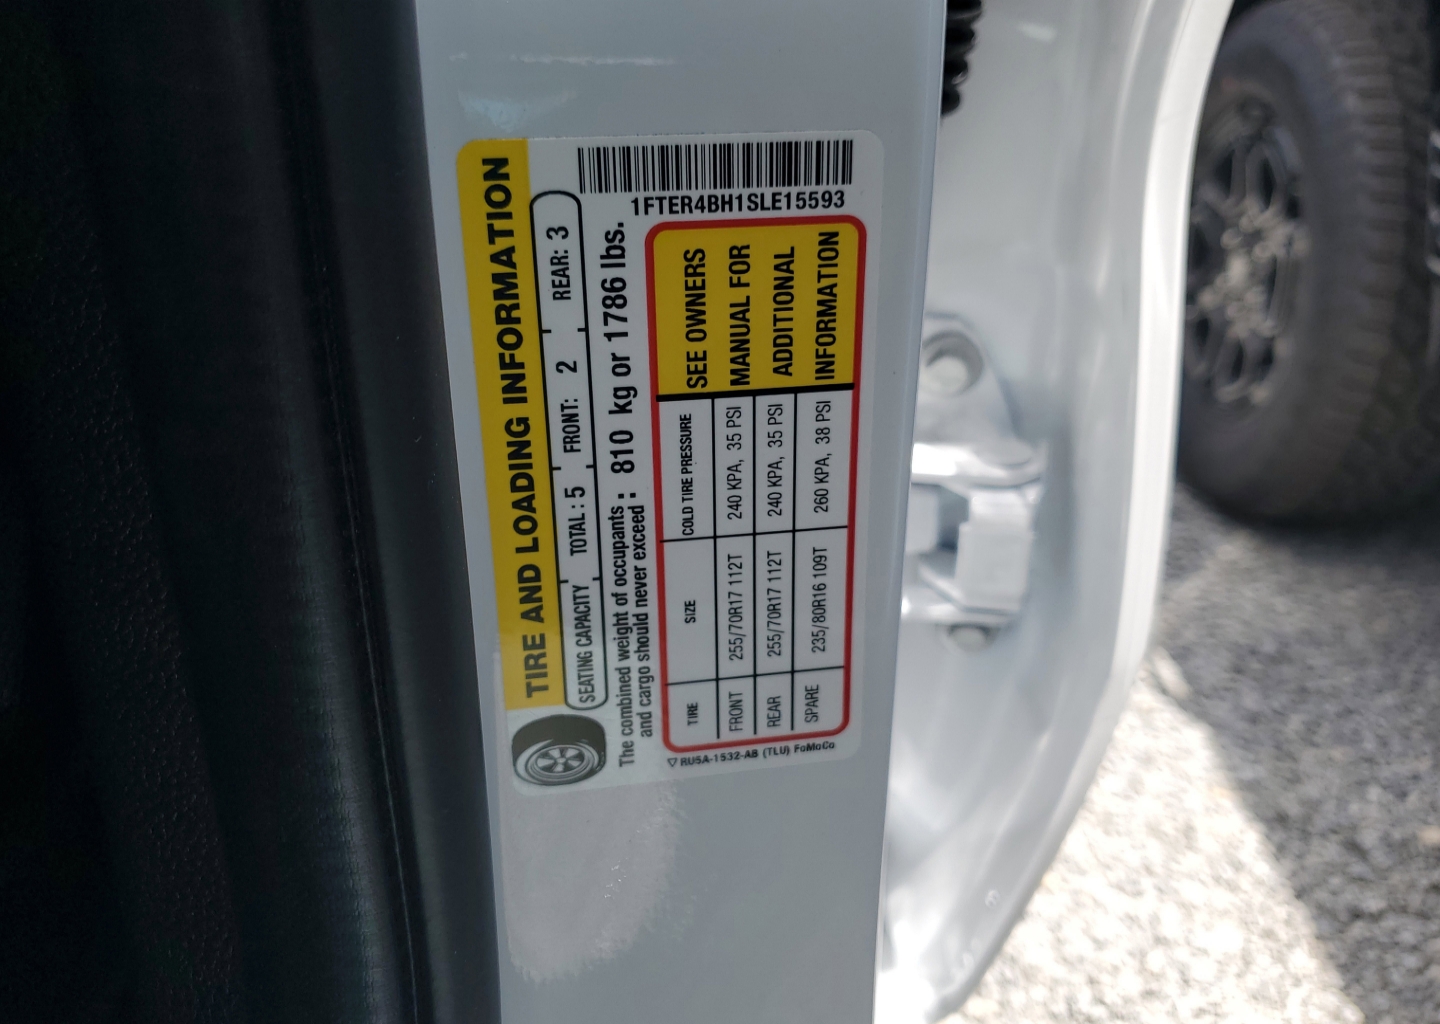 1FTER4BH1SLE15593
TIRE AND LOADING INFORMATION
SEATING CAPACITY TOTAL : 5 FRONT: 2 REAR: 3
The combined weight of occupants : 810 kg or 1786 lbs.
and cargo should never exceed :
TIRE SIZE COLD TIRE PRESSURE
FRONT 255/70R17 112T 240 KPA, 35 PSI
REAR 255/70R17 112T 240 KPA, 35 PSI
SPARE 235/80R16 109T 260 KPA, 38 PSI
SEE OWNERS
MANUAL FOR
ADDITIONAL
INFORMATION
RU5A-1532-AB (TLU) FoMoCo